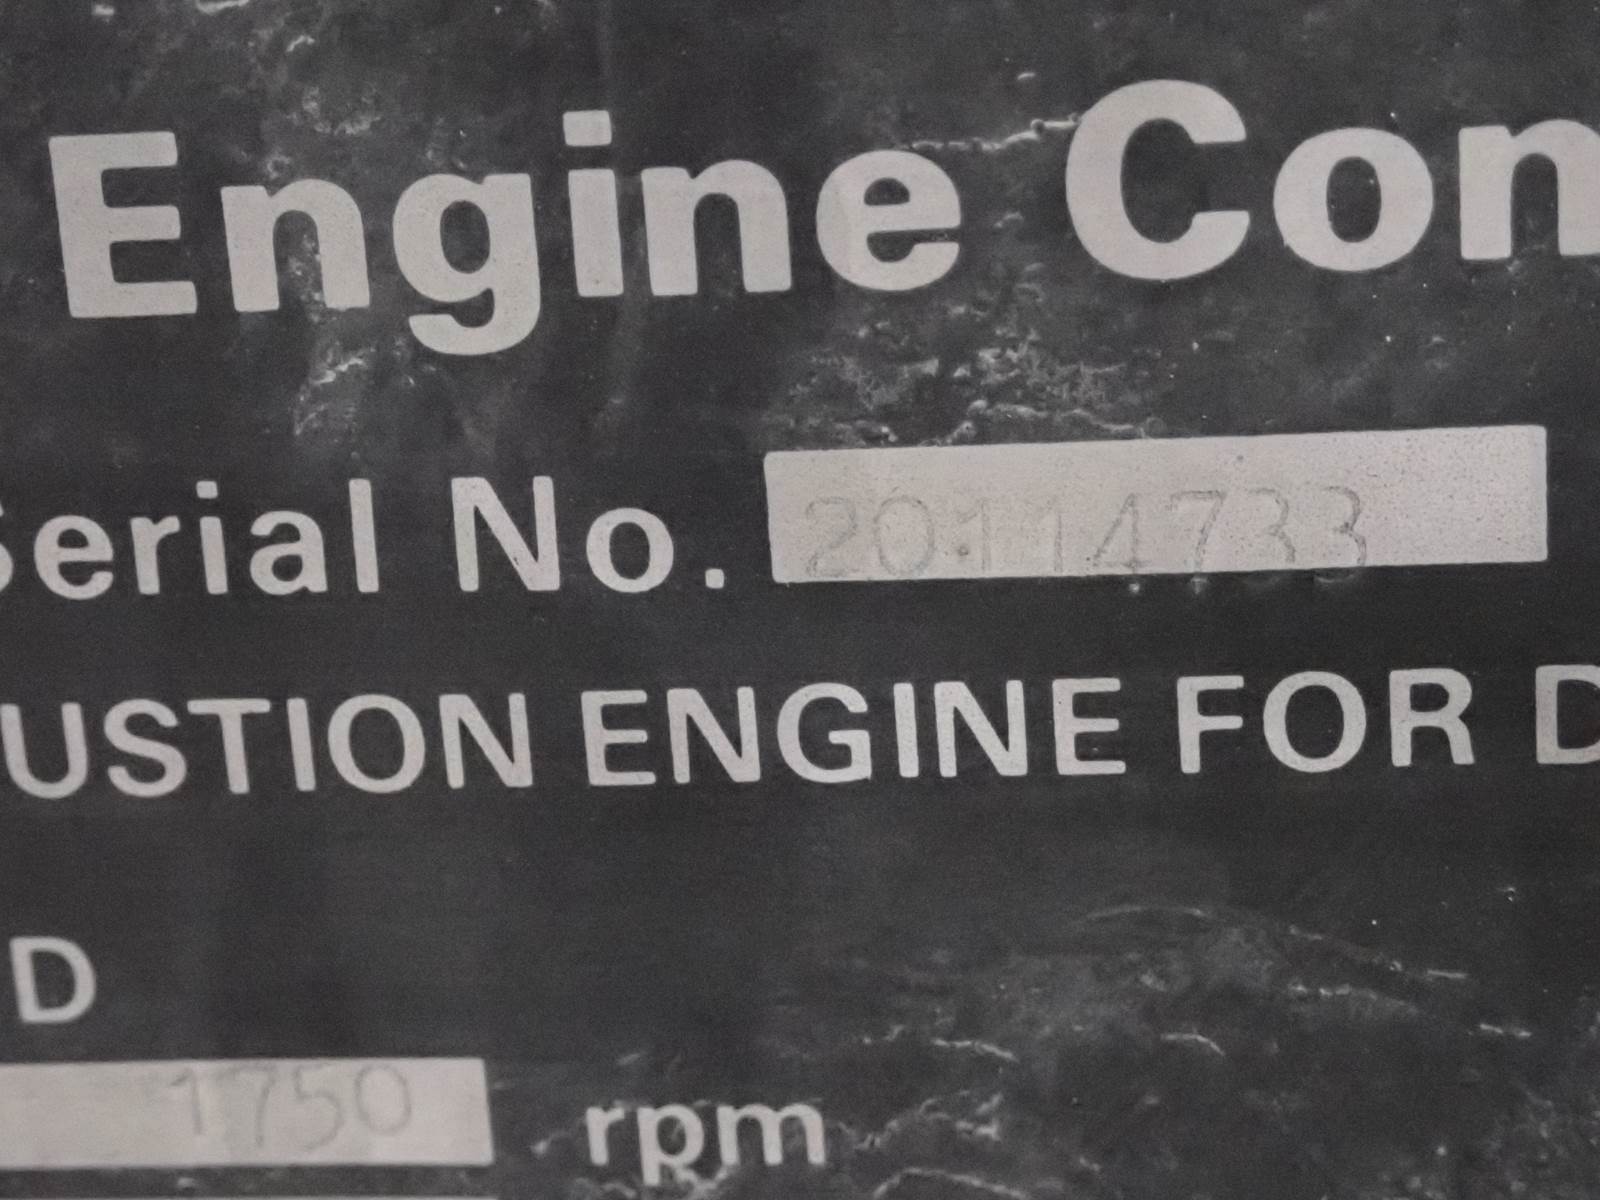 Engine Con
Serial No. 20114733
USTION ENGINE FOR D
D
1750 rpm